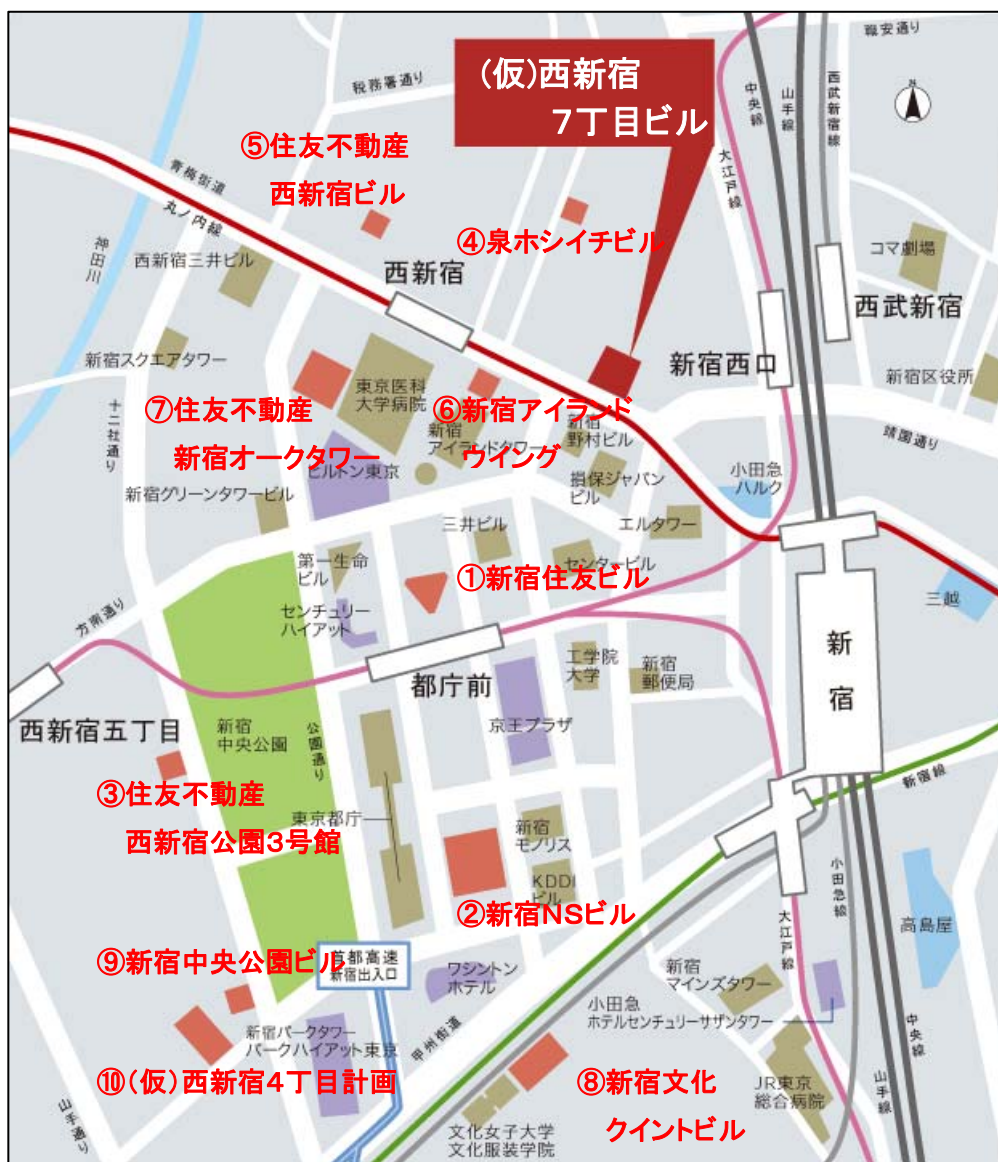 職安通り
税務署通り
(仮)西新宿
7丁目ビル
中央線
山手線
西武新宿線
N
⑤住友不動産
西新宿ビル
青梅街道
丸ノ内線
大江戸線
神田川
西新宿三井ビル
④泉ホシイチビル
コマ劇場
西新宿
西武新宿
新宿スクエアタワー
新宿西口
新宿区役所
東京医科
大学病院
十二社通り
⑦住友不動産
新宿オークタワー
⑥新宿アイランド
ウイング
新宿
アイランドタワー
新宿
野村ビル
靖国通り
ヒルトン東京
損保ジャパン
ビル
小田急
ハルク
新宿グリーンタワービル
三井ビル
エルタワー
第一生命
ビル
センタービル
①新宿住友ビル
センチュリー
ハイアット
三越
方南通り
新宿
都庁前
工学院
大学
新宿
郵便局
西新宿五丁目
新宿
中央公園
公園通り
京王プラザ
新宿線
③住友不動産
西新宿公園3号館
東京都庁
新宿
モノリス
KDDI
ビル
②新宿NSビル
小田急線
大江戸線
高島屋
⑨新宿中央公園ビル
首都高速
新宿出入口
ワシントン
ホテル
新宿
マインズタワー
小田急
ホテルセンチュリーサザンタワー
甲州街道
中央線
新宿パークタワー
パークハイアット東京
⑩(仮)西新宿4丁目計画
⑧新宿文化
クイントビル
JR東京
総合病院
山手線
山手通り
文化女子大学
文化服装学院